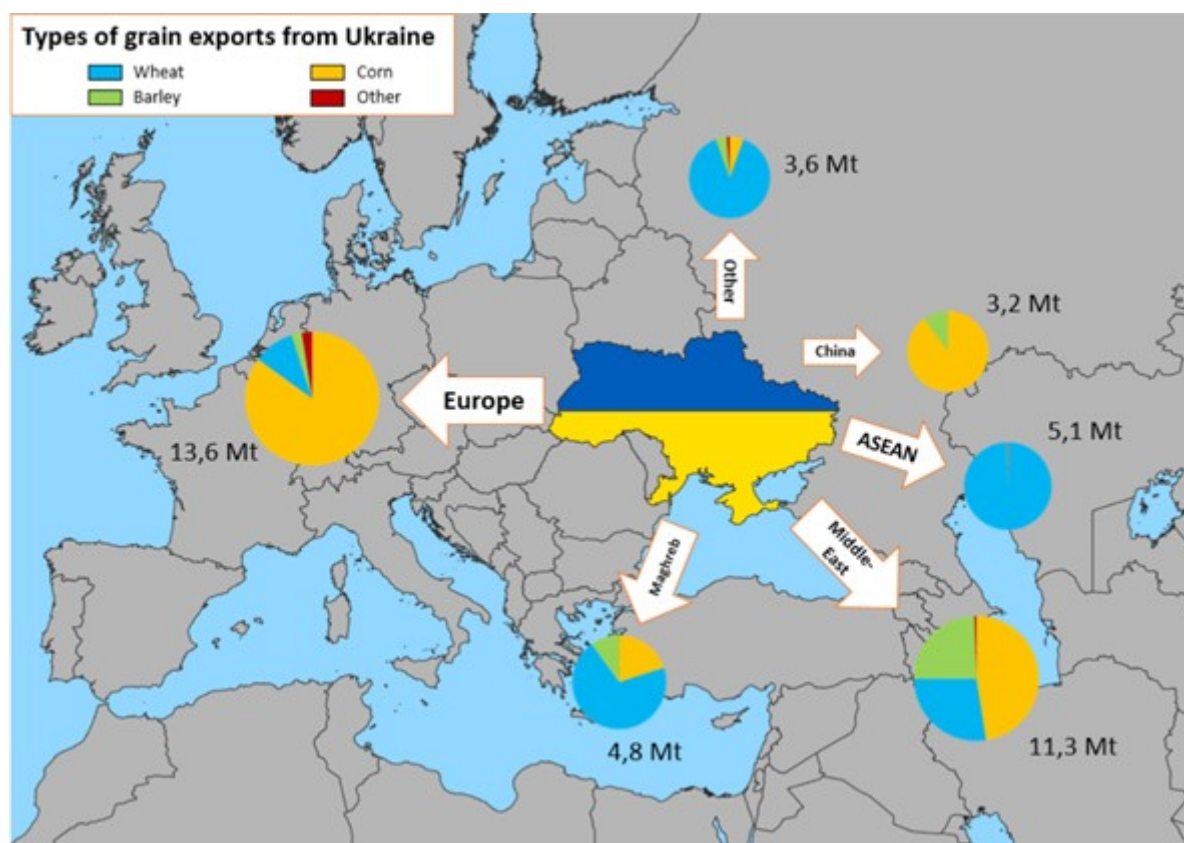 Types of grain exports from Ukraine
Wheat
Corn
Barley
Other
3,6 Mt
Other
3,2 Mt
China
Europe
13,6 Mt
ASEAN
5,1 Mt
Maghreb
Middle-
East
4,8 Mt
11,3 Mt